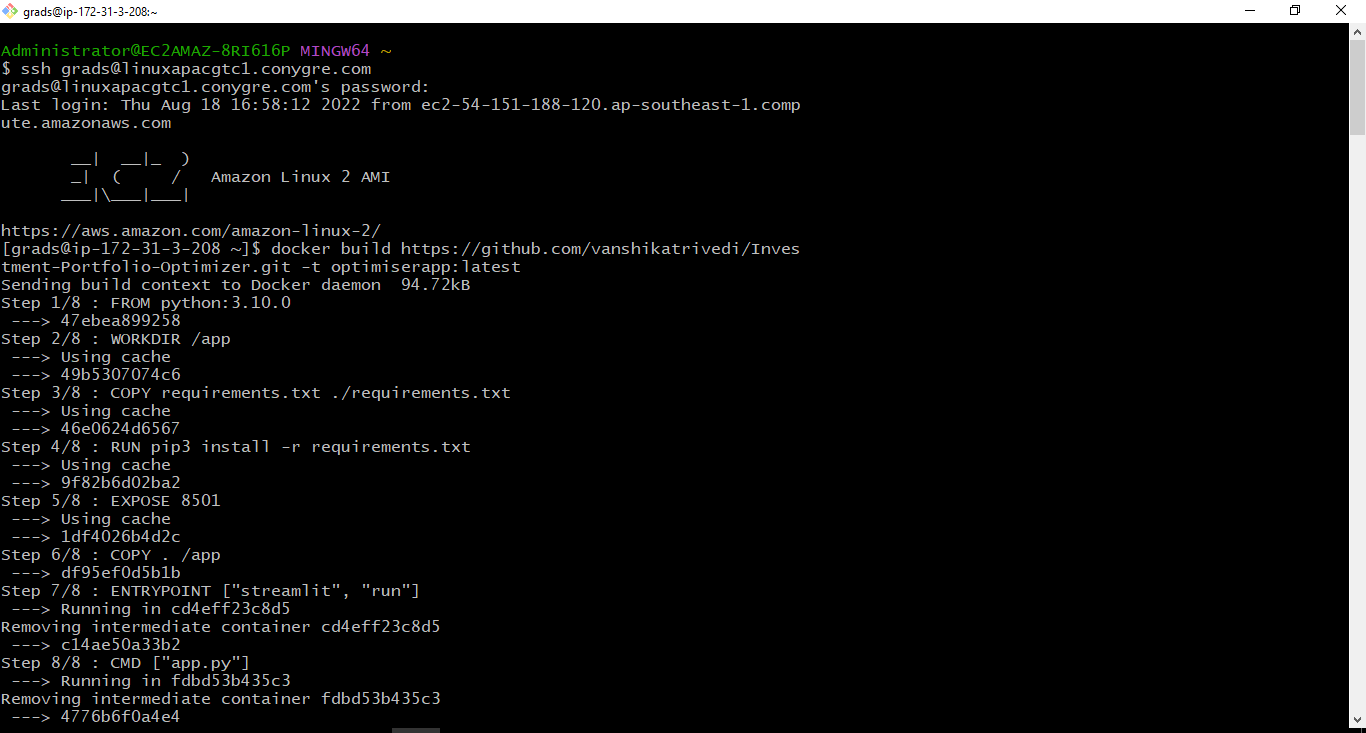 grads@ip-172-31-3-208:~
Administrator@EC2AMAZ-8RI616P MINGW64 ~
$ ssh grads@linuxapacgtc1.conygre.com
grads@linuxapacgtc1.conygre.com's password:
Last login: Thu Aug 18 16:58:12 2022 from ec2-54-151-188-120.ap-southeast-1.comp
ute.amazonaws.com
       __|  __|_  )
       _|  (     /   Amazon Linux 2 AMI
      ___|\___|___|
https://aws.amazon.com/amazon-linux-2/
[grads@ip-172-31-3-208 ~]$ docker build https://github.com/vanshikatrivedi/Inves
tment-Portfolio-Optimizer.git -t optimiserapp:latest
Sending build context to Docker daemon  94.72kB
Step 1/8 : FROM python:3.10.0
 ---> 47ebea899258
Step 2/8 : WORKDIR /app
 ---> Using cache
 ---> 49b5307074c6
Step 3/8 : COPY requirements.txt ./requirements.txt
 ---> Using cache
 ---> 46e0624d6567
Step 4/8 : RUN pip3 install -r requirements.txt
 ---> Using cache
 ---> 9f82b6d02ba2
Step 5/8 : EXPOSE 8501
 ---> Using cache
 ---> 1df4026b4d2c
Step 6/8 : COPY . /app
 ---> df95ef0d5b1b
Step 7/8 : ENTRYPOINT ["streamlit", "run"]
 ---> Running in cd4eff23c8d5
Removing intermediate container cd4eff23c8d5
 ---> c14ae50a33b2
Step 8/8 : CMD ["app.py"]
 ---> Running in fdbd53b435c3
Removing intermediate container fdbd53b435c3
 ---> 4776b6f0a4e4